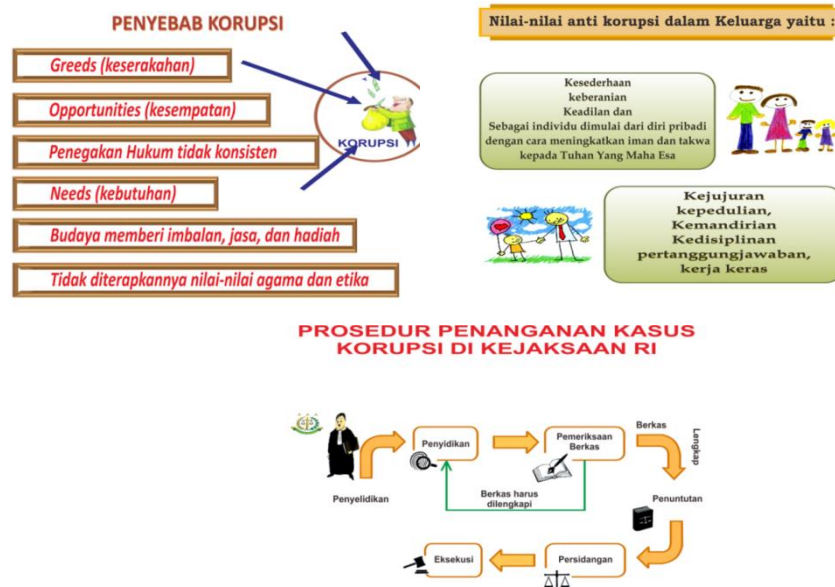 PENYEBAB KORUPSI
Greeds (keserakahan)
Opportunities (kesempatan)
Penegakan Hukum tidak konsisten
Needs (kebutuhan)
Budaya memberi imbalan, jasa, dan hadiah
Tidak diterapkannya nilai-nilai agama dan etika
KORUPSI
Nilai-nilai anti korupsi dalam Keluarga yaitu :
Kesederhaan
keberanian
Keadilan dan
Sebagai individu dimulai dari diri pribadi
dengan cara meningkatkan iman dan takwa
kepada Tuhan Yang Maha Esa
Kejujuran
kepedulian,
Kemandirian
Kedisiplinan
pertanggungjawaban,
kerja keras
PROSEDUR PENANGANAN KASUS
KORUPSI DI KEJAKSAAN RI
Penyelidikan
Penyidikan
Pemeriksaan
Berkas
Berkas
Lengkap
Berkas harus
dilengkapi
Penuntutan
Persidangan
Eksekusi